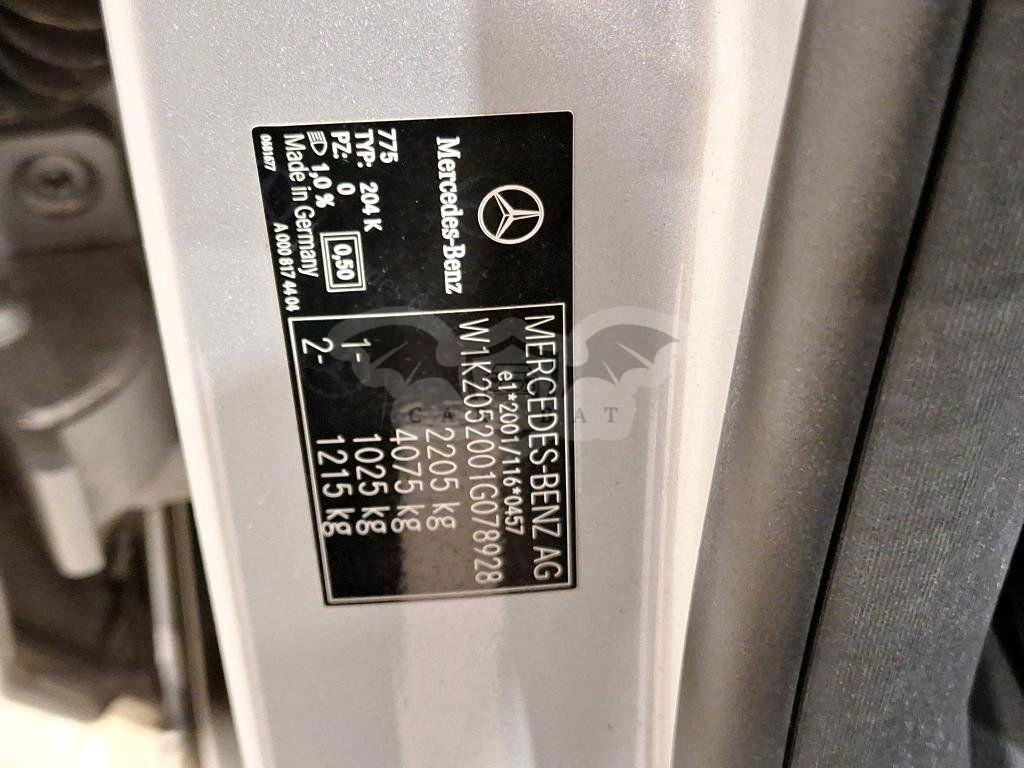 Mercedes-Benz
775
TYP: 204 K
PZ: 0
0,50
1,0 %
Made in Germany
A 000 817 44 04
MERCEDES-BENZ AG
e1*2001/116*0457
W1K2052001G078928
2205 kg
4075 kg
1- 1025 kg
2- 1215 kg